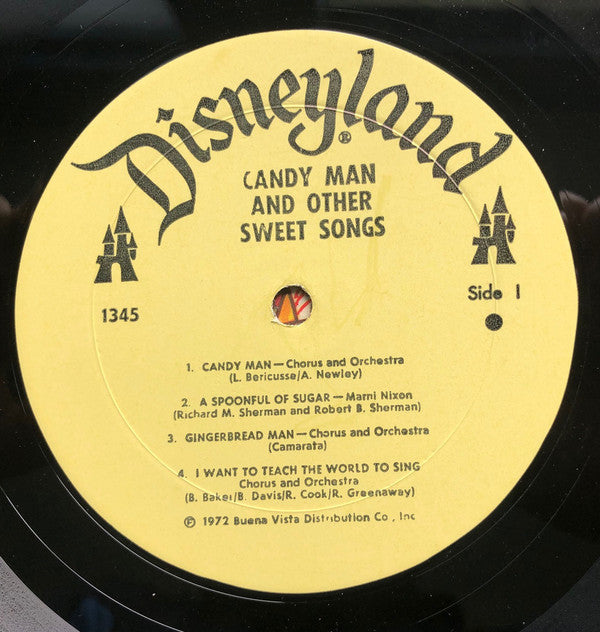 Disneyland®
CANDY MAN
AND OTHER
SWEET SONGS
1345
Side 1
1. CANDY MAN—Chorus and Orchestra
(L. Bericusse/A. Newley)
2. A SPOONFUL OF SUGAR—Marni Nixon
(Richard M. Sherman and Robert B. Sherman)
3. GINGERBREAD MAN—Chorus and Orchestra
(Camarata)
4. I WANT TO TEACH THE WORLD TO SING
Chorus and Orchestra
(B. Baker/B. Davis/R. Cook/R. Greenaway)
℗ 1972 Buena Vista Distribution Co., Inc